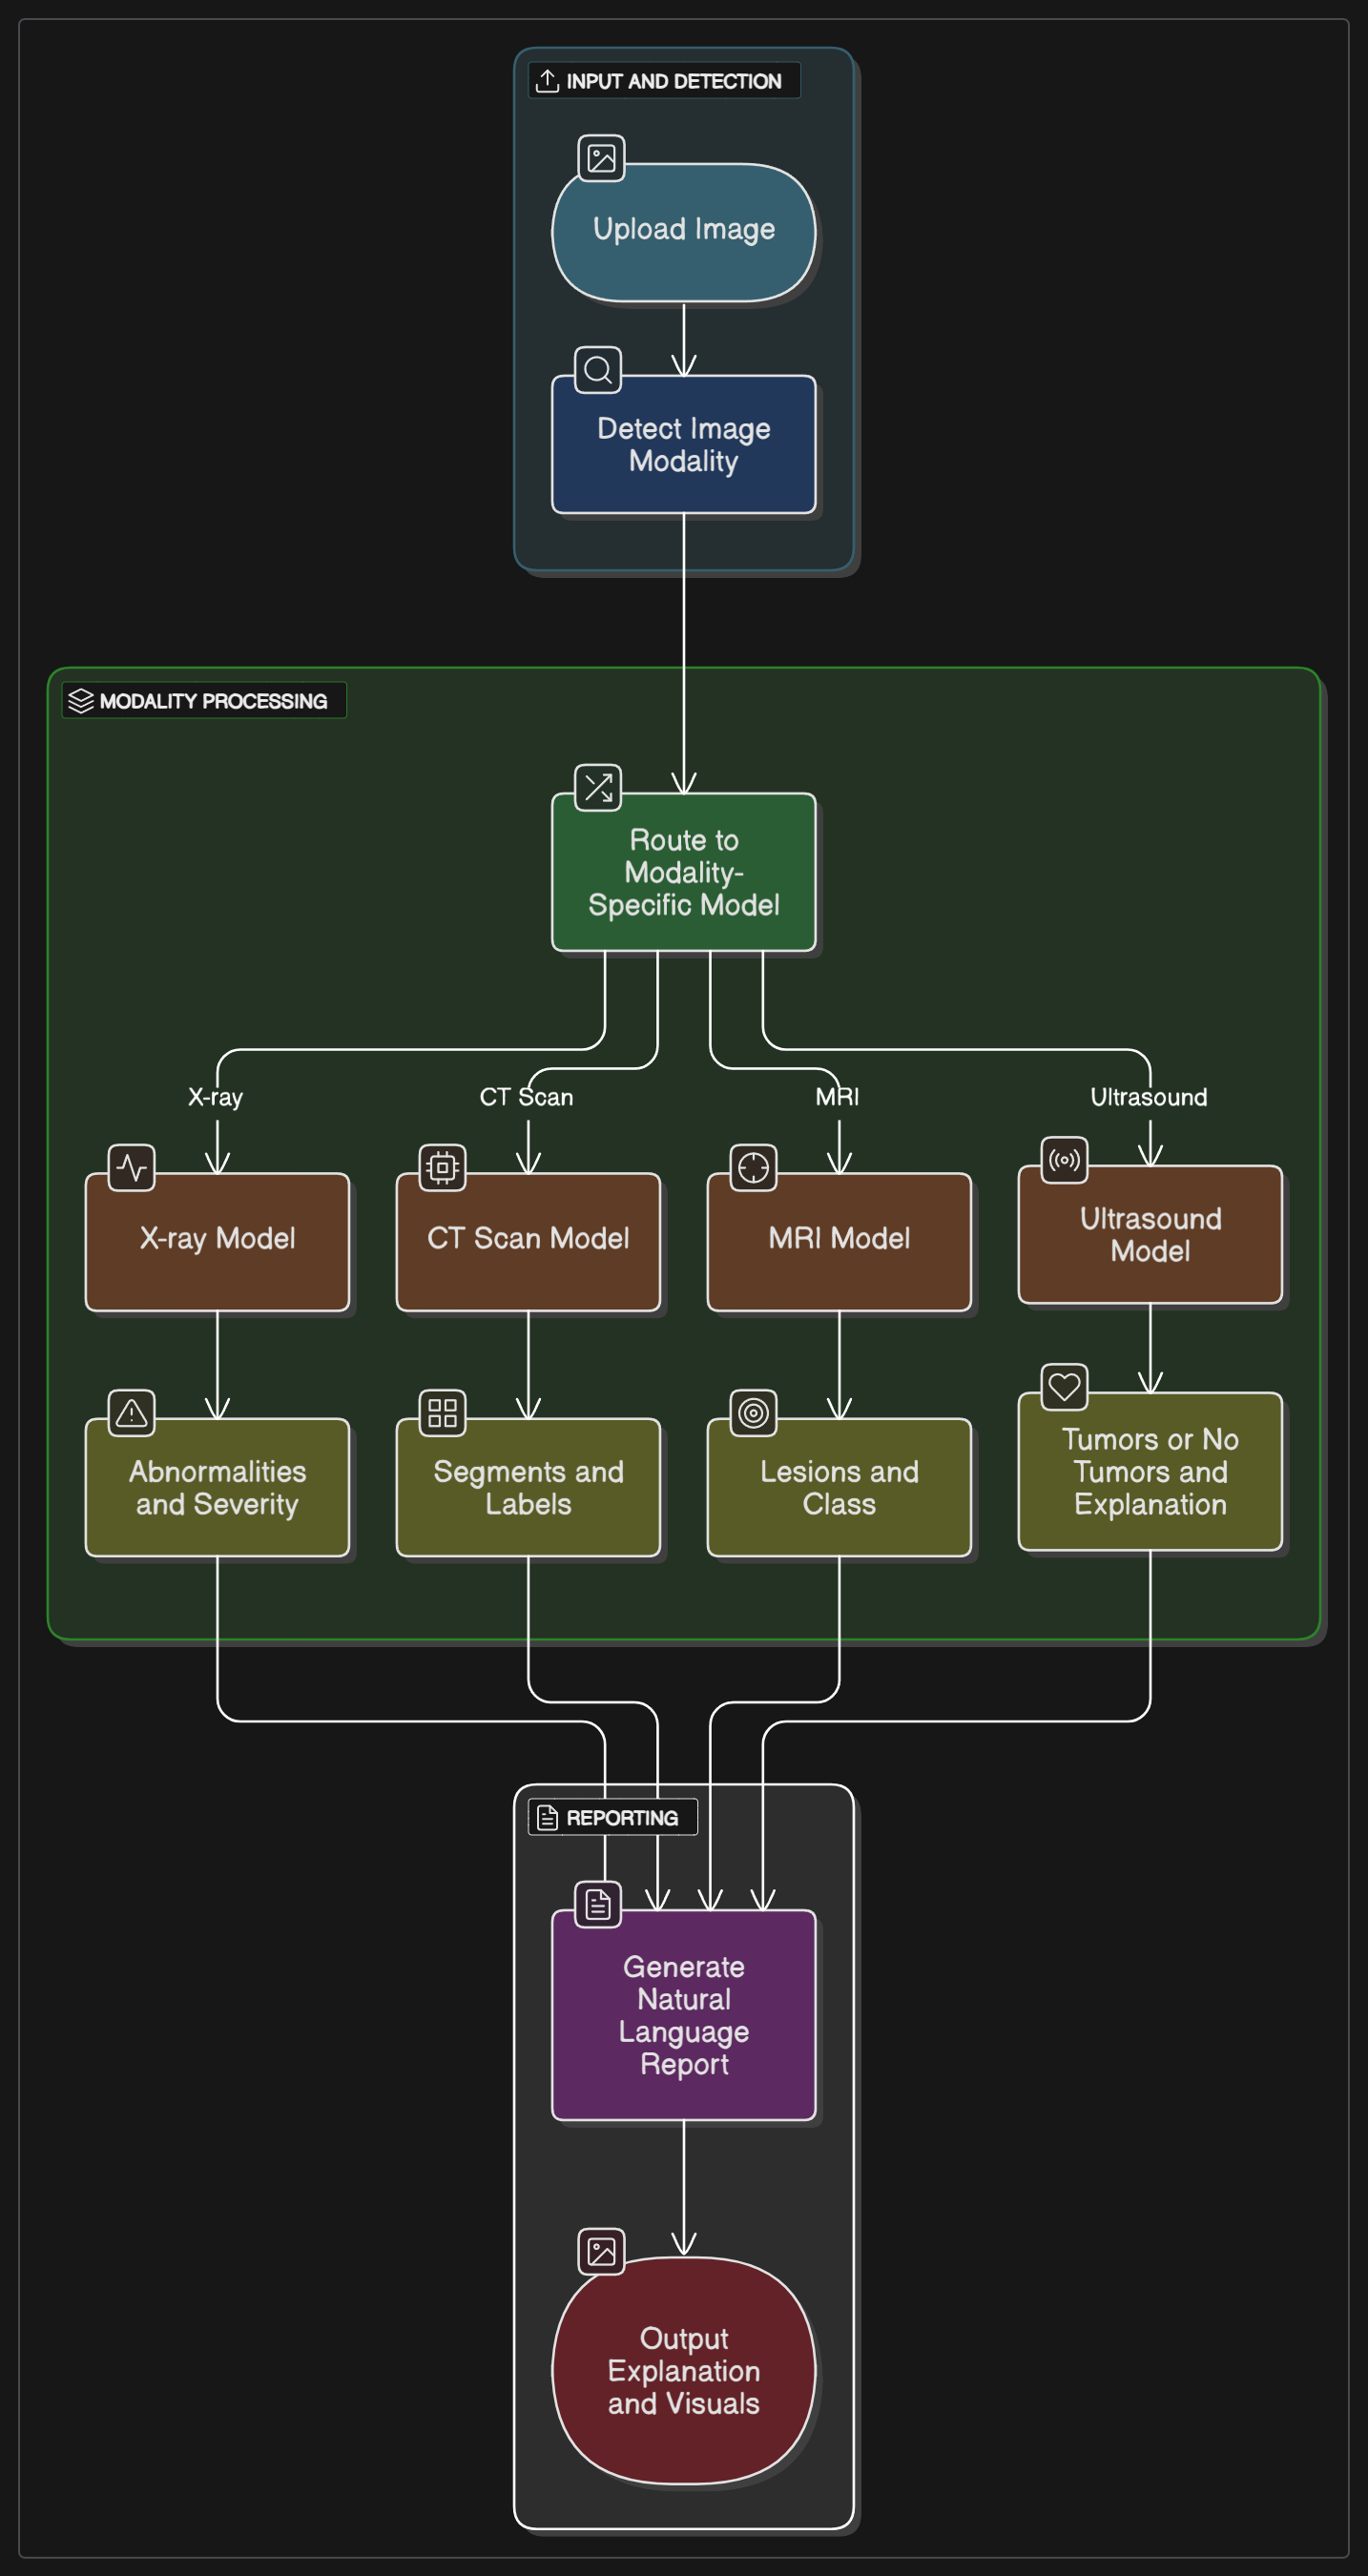 INPUT AND DETECTION
Upload Image
Detect Image
Modality
MODALITY PROCESSING
Route to
Modality-
Specific Model
X-ray
CT Scan
MRI
Ultrasound
X-ray Model
CT Scan Model
MRI Model
Ultrasound
Model
Abnormalities
and Severity
Segments and
Labels
Lesions and
Class
Tumors or No
Tumors and
Explanation
REPORTING
Generate
Natural
Language
Report
Output
Explanation
and Visuals